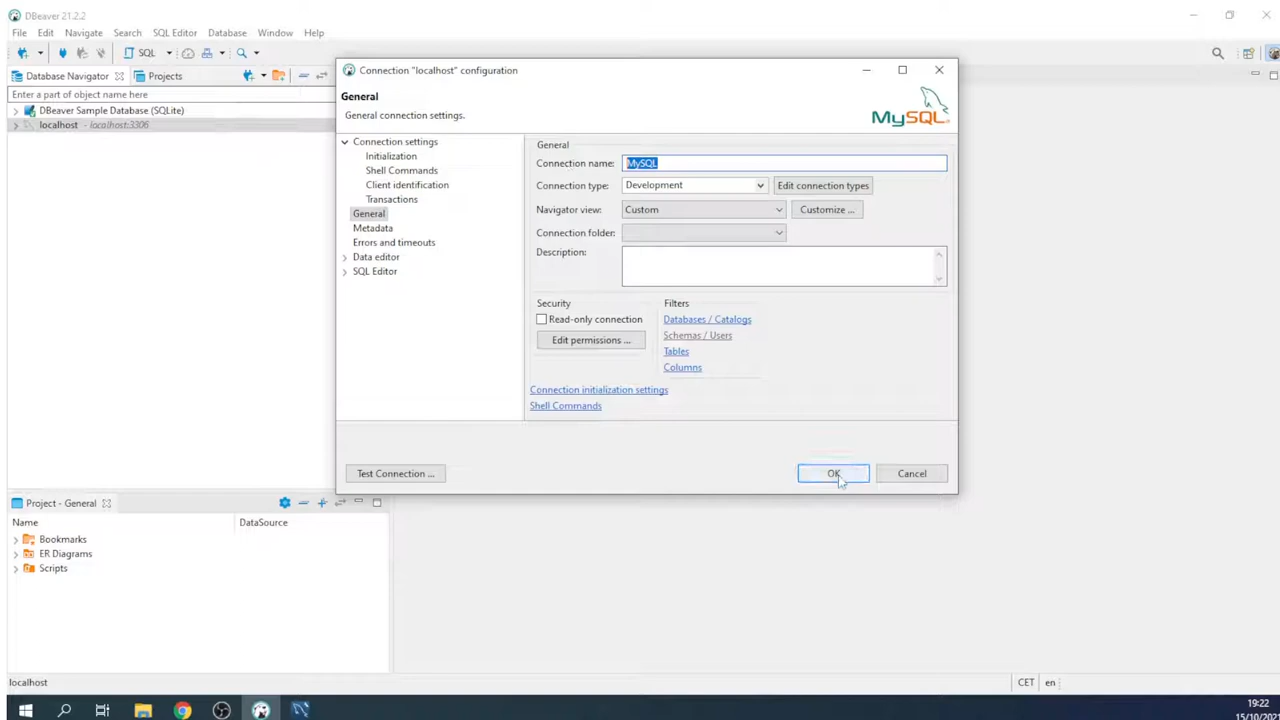 DBeaver 21.2.2
File Edit Navigate Search SQL Editor Database Window Help
SQL
Database Navigator Projects
Enter a part of object name here
DBeaver Sample Database (SQLite)
localhost - localhost:3306
Connection "localhost" configuration
General
General connection settings.
MySQL
Connection settings
Initialization
Shell Commands
Client identification
Transactions
General
Metadata
Errors and timeouts
Data editor
SQL Editor
General
Connection name: MySQL
Connection type: Development Edit connection types
Navigator view: Custom Customize ...
Connection folder:
Description:
Security Filters
Read-only connection Databases / Catalogs
Edit permissions ... Schemas / Users
Tables
Columns
Connection initialization settings
Shell Commands
Test Connection ... OK Cancel
Project - General
Name DataSource
Bookmarks
ER Diagrams
Scripts
localhost CET en
19:22